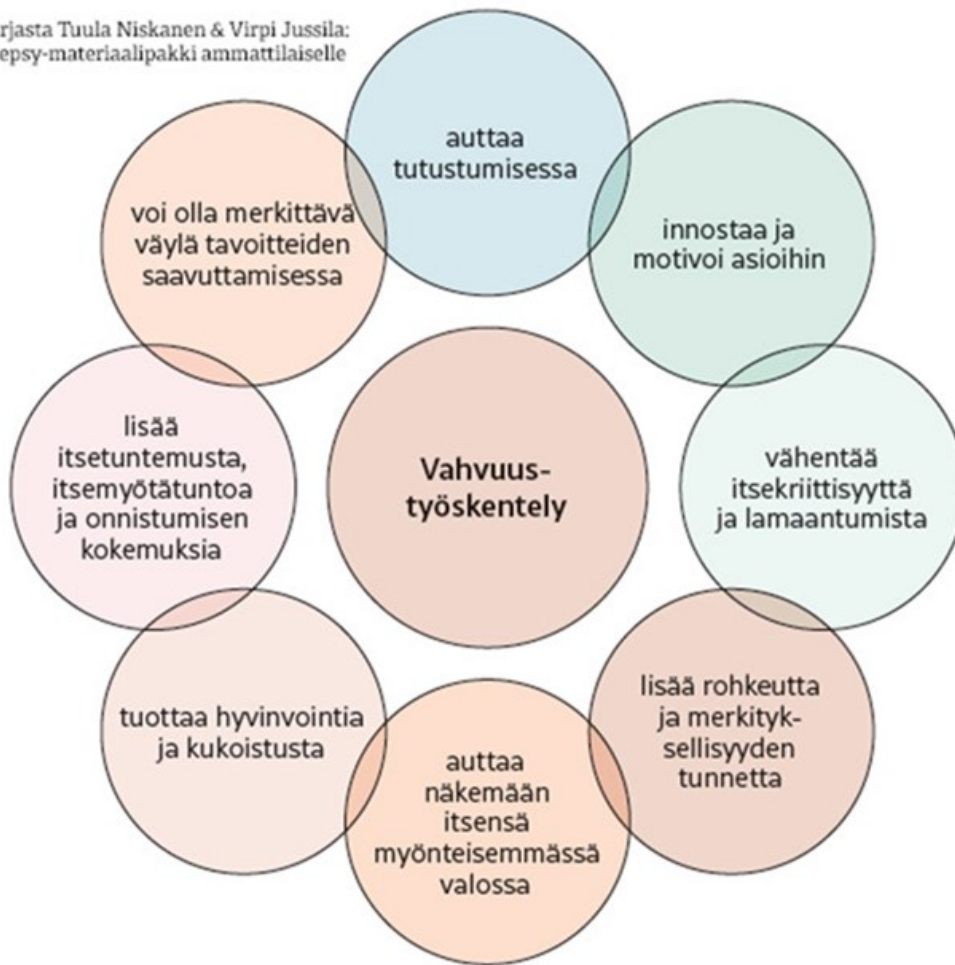 rjasta Tuula Niskanen & Virpi Jussila:
epsy-materiaalipakki ammattilaiselle
auttaa
tutustumisessa
innostaa ja
motivoi asioihin
vähentää
itsekriittisyyttä
ja lamaantumista
lisää rohkeutta
ja merkityk-
sellisyyden
tunnetta
auttaa
näkemään
itsensä
myönteisemmässä
valossa
tuottaa hyvinvointia
ja kukoistusta
lisää
itsetuntemusta,
itsemyötätuntoa
ja onnistumisen
kokemuksia
voi olla merkittävä
väylä tavoitteiden
saavuttamisessa
Vahvuus-
työskentely